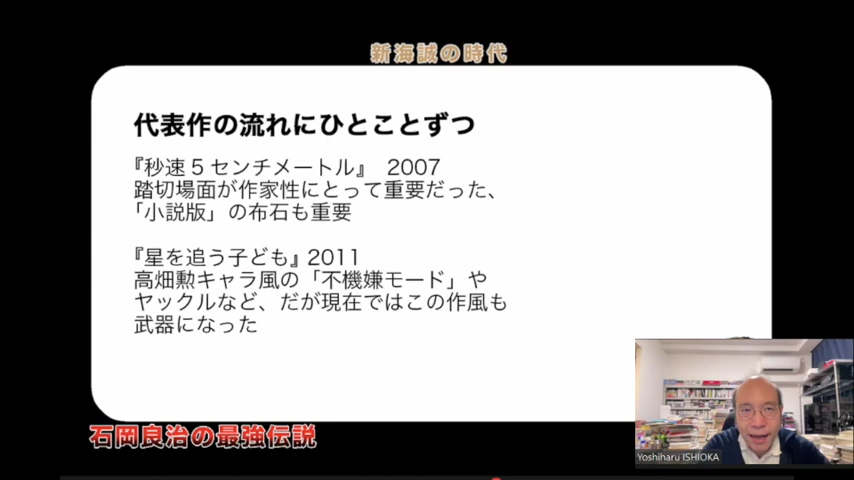 新海誠の時代
代表作の流れにひとことずつ
『秒速5センチメートル』 2007
踏切場面が作家性にとって重要だった、
「小説版」の布石も重要
『星を追う子ども』2011
高畑勲キャラ風の「不機嫌モード」や
ヤックルなど、だが現在ではこの作風も
武器になった
石岡良治の最強伝説
Yoshiharu ISHIOKA